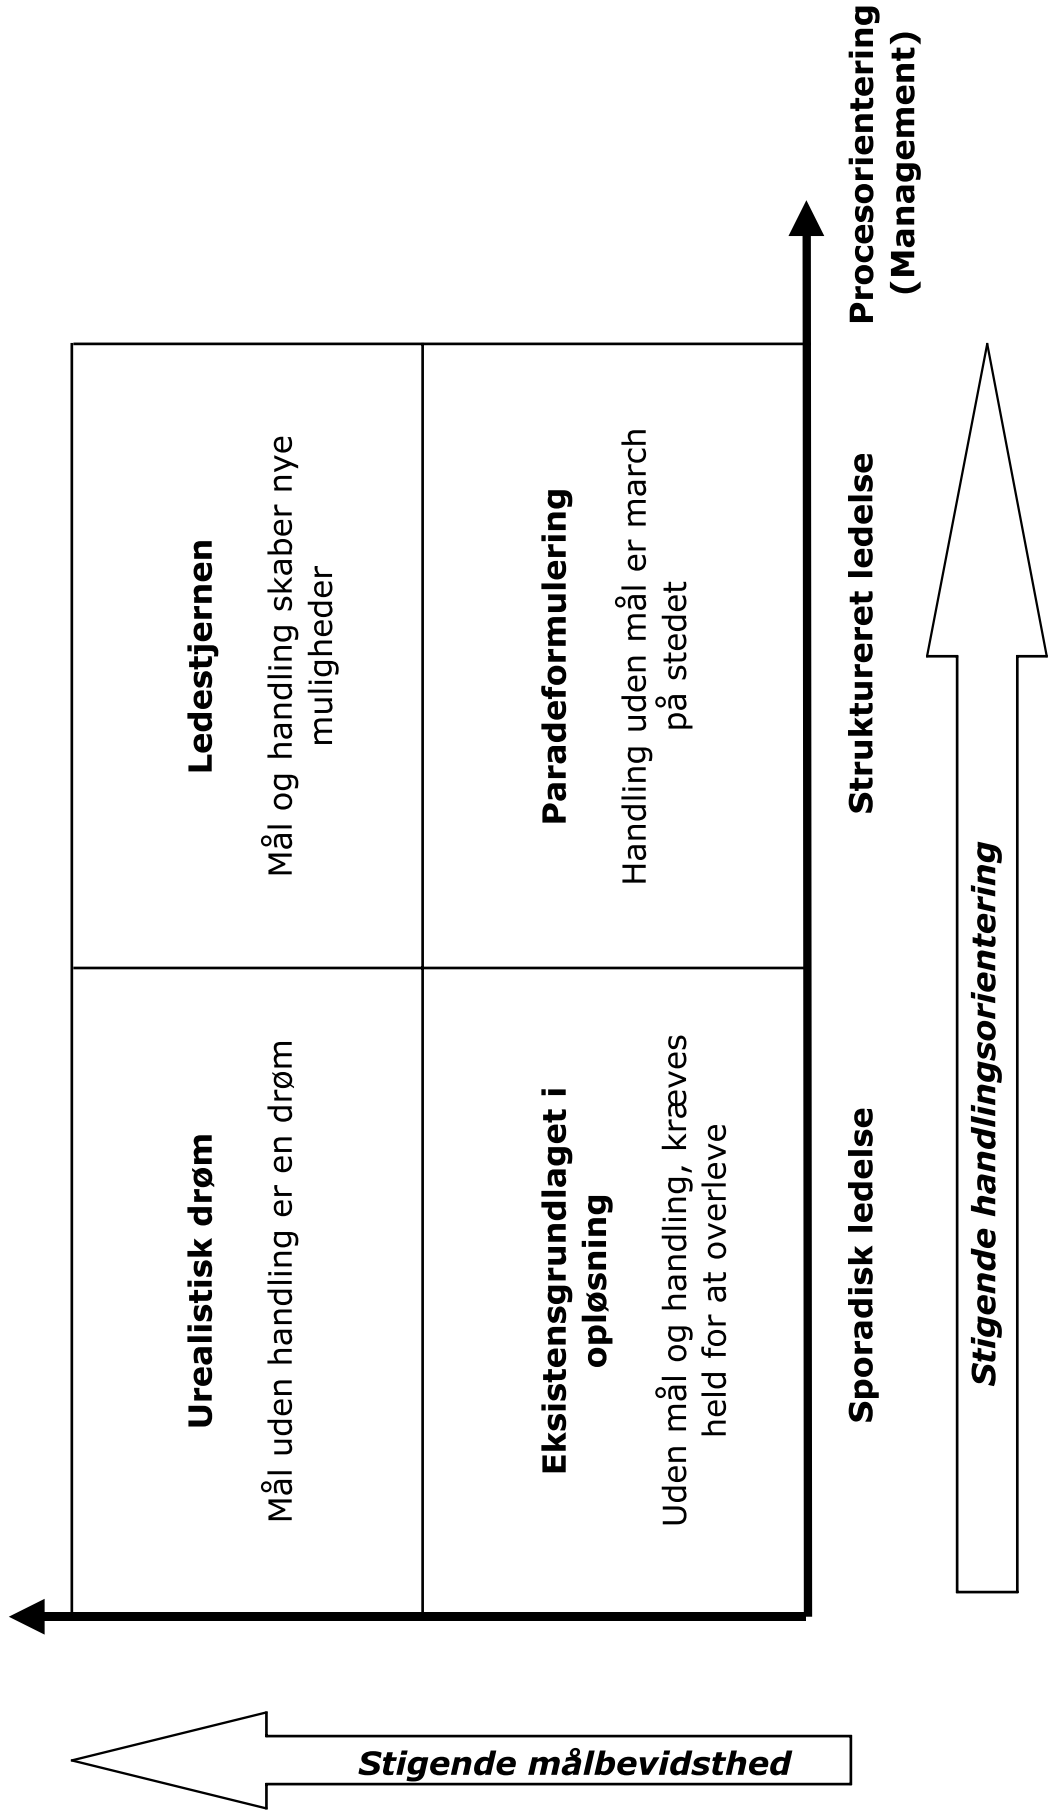 Urealistisk drøm
Mål uden handling er en drøm
Ledestjernen
Mål og handling skaber nye
muligheder
Eksistensgrundlaget i
opløsning
Uden mål og handling, kræves
held for at overleve
Paradeformulering
Handling uden mål er march
på stedet
Sporadisk ledelse
Struktureret ledelse
Procesorientering
(Management)
Stigende handlingsorientering
Stigende målbevidsthed